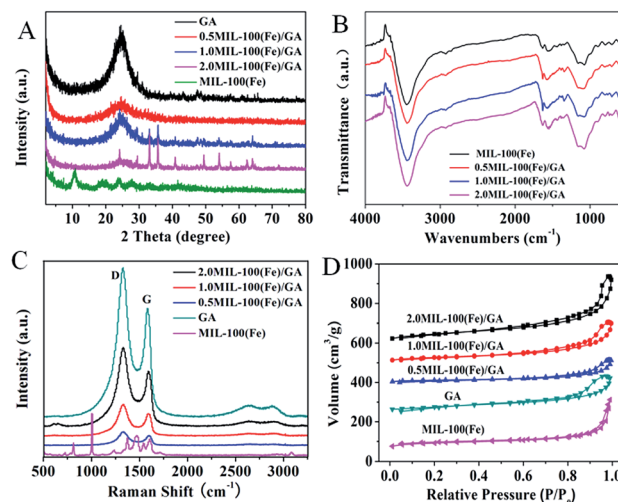 A
GA
0.5MIL-100(Fe)/GA
1.0MIL-100(Fe)/GA
2.0MIL-100(Fe)/GA
MIL-100(Fe)
Intensity (a.u.)
10 20 30 40 50 60 70 80
2 Theta (degree)
B
Transmittance (a.u.)
MIL-100(Fe)
0.5MIL-100(Fe)/GA
1.0MIL-100(Fe)/GA
2.0MIL-100(Fe)/GA
4000 3000 2000 1000
Wavenumbers (cm-1)
C
D
G
2.0MIL-100(Fe)/GA
1.0MIL-100(Fe)/GA
0.5MIL-100(Fe)/GA
GA
MIL-100(Fe)
Intensity (a.u.)
500 1000 1500 2000 2500 3000
Raman Shift (cm-1)
D
1000
800
600
400
200
0
Volume (cm3/g)
2.0MIL-100(Fe)/GA
1.0MIL-100(Fe)/GA
0.5MIL-100(Fe)/GA
GA
MIL-100(Fe)
0.0 0.2 0.4 0.6 0.8 1.0
Relative Pressure (P/P0)